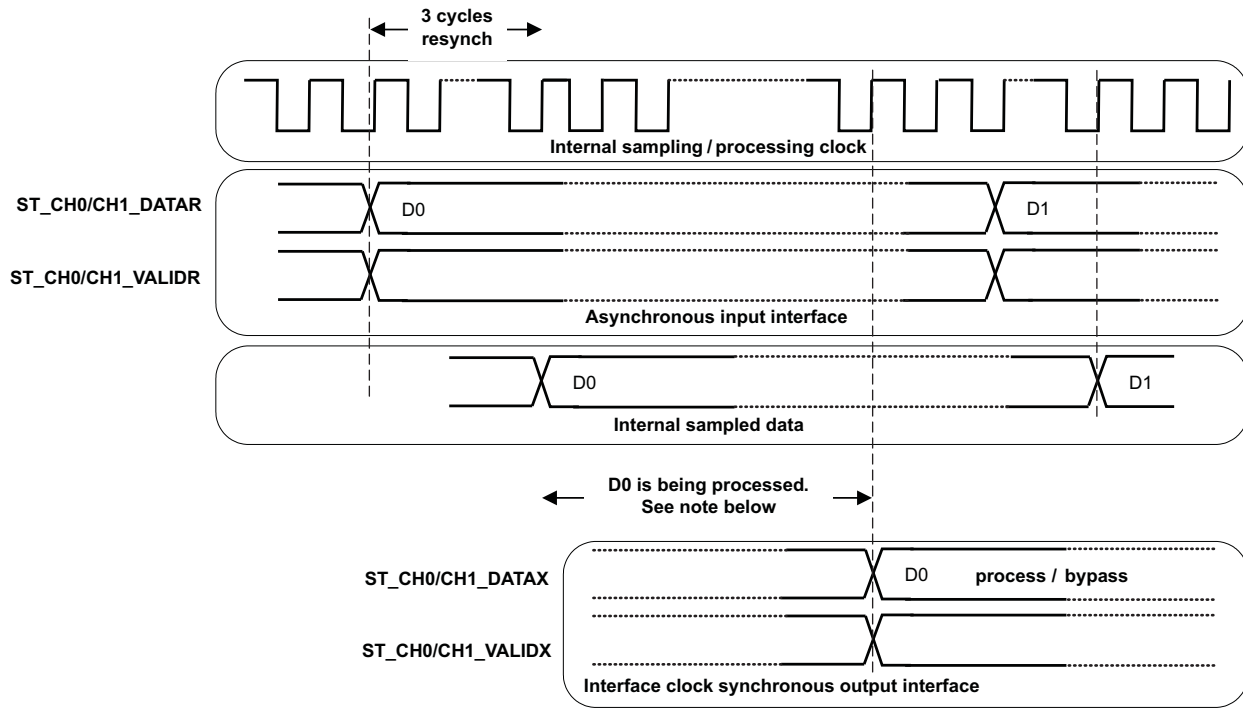 3 cycles
resynch
Internal sampling / processing clock
ST_CH0/CH1_DATAR
D0
D1
ST_CH0/CH1_VALIDR
Asynchronous input interface
D0
D1
Internal sampled data
D0 is being processed.
See note below
ST_CH0/CH1_DATAX
D0 process / bypass
ST_CH0/CH1_VALIDX
Interface clock synchronous output interface